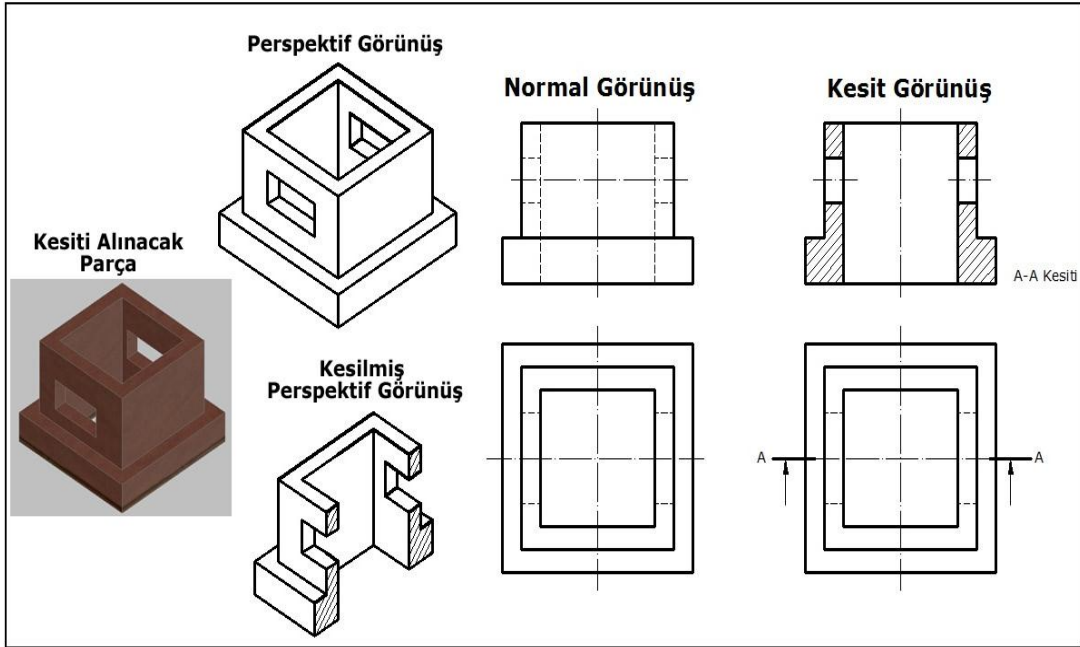 Perspektif Görünüş
Normal Görünüş
Kesit Görünüş
Kesiti Alınacak
Parça
A-A Kesiti
Kesilmiş
Perspektif Görünüş
A
A